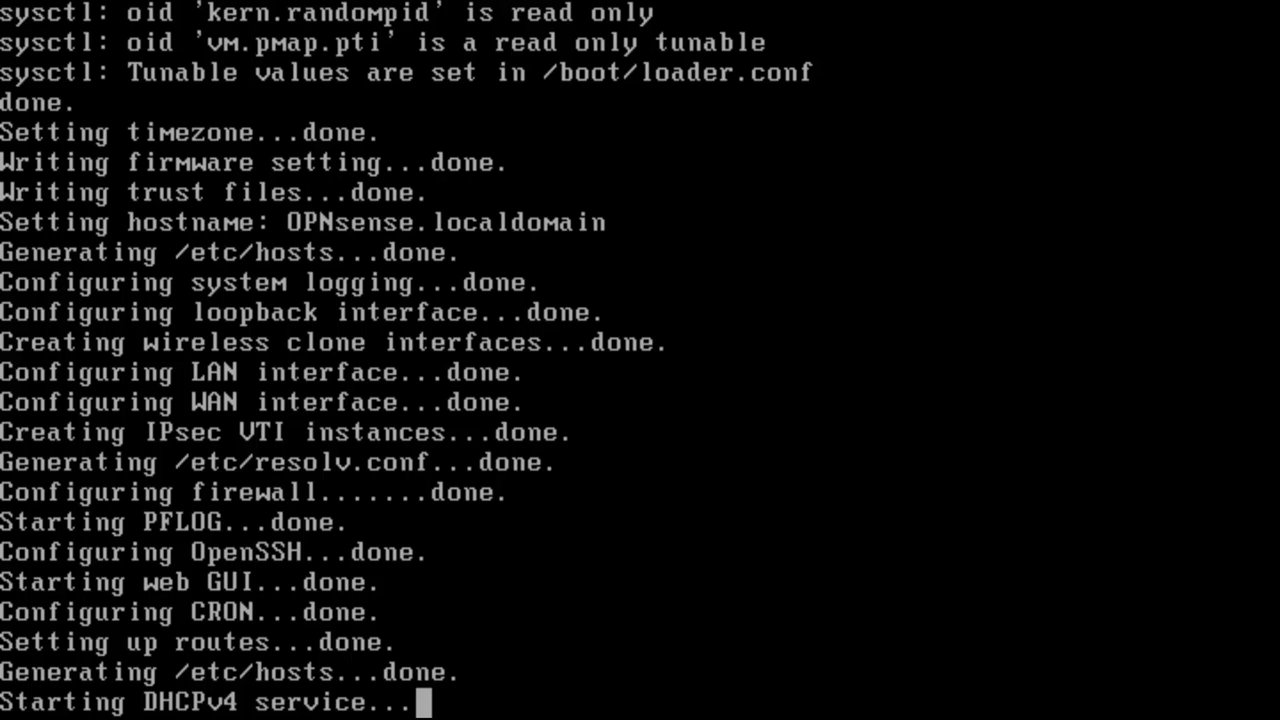 sysctl: oid 'kern.randompid' is read only
sysctl: oid 'vm.pmap.pti' is a read only tunable
sysctl: Tunable values are set in /boot/loader.conf
done.
Setting timezone...done.
Writing firmware setting...done.
Writing trust files...done.
Setting hostname: OPNsense.localdomain
Generating /etc/hosts...done.
Configuring system logging...done.
Configuring loopback interface...done.
Creating wireless clone interfaces...done.
Configuring LAN interface...done.
Configuring WAN interface...done.
Creating IPsec VTI instances...done.
Generating /etc/resolv.conf...done.
Configuring firewall.......done.
Starting PFLOG...done.
Configuring OpenSSH...done.
Starting web GUI...done.
Configuring CRON...done.
Setting up routes...done.
Generating /etc/hosts...done.
Starting DHCPv4 service...